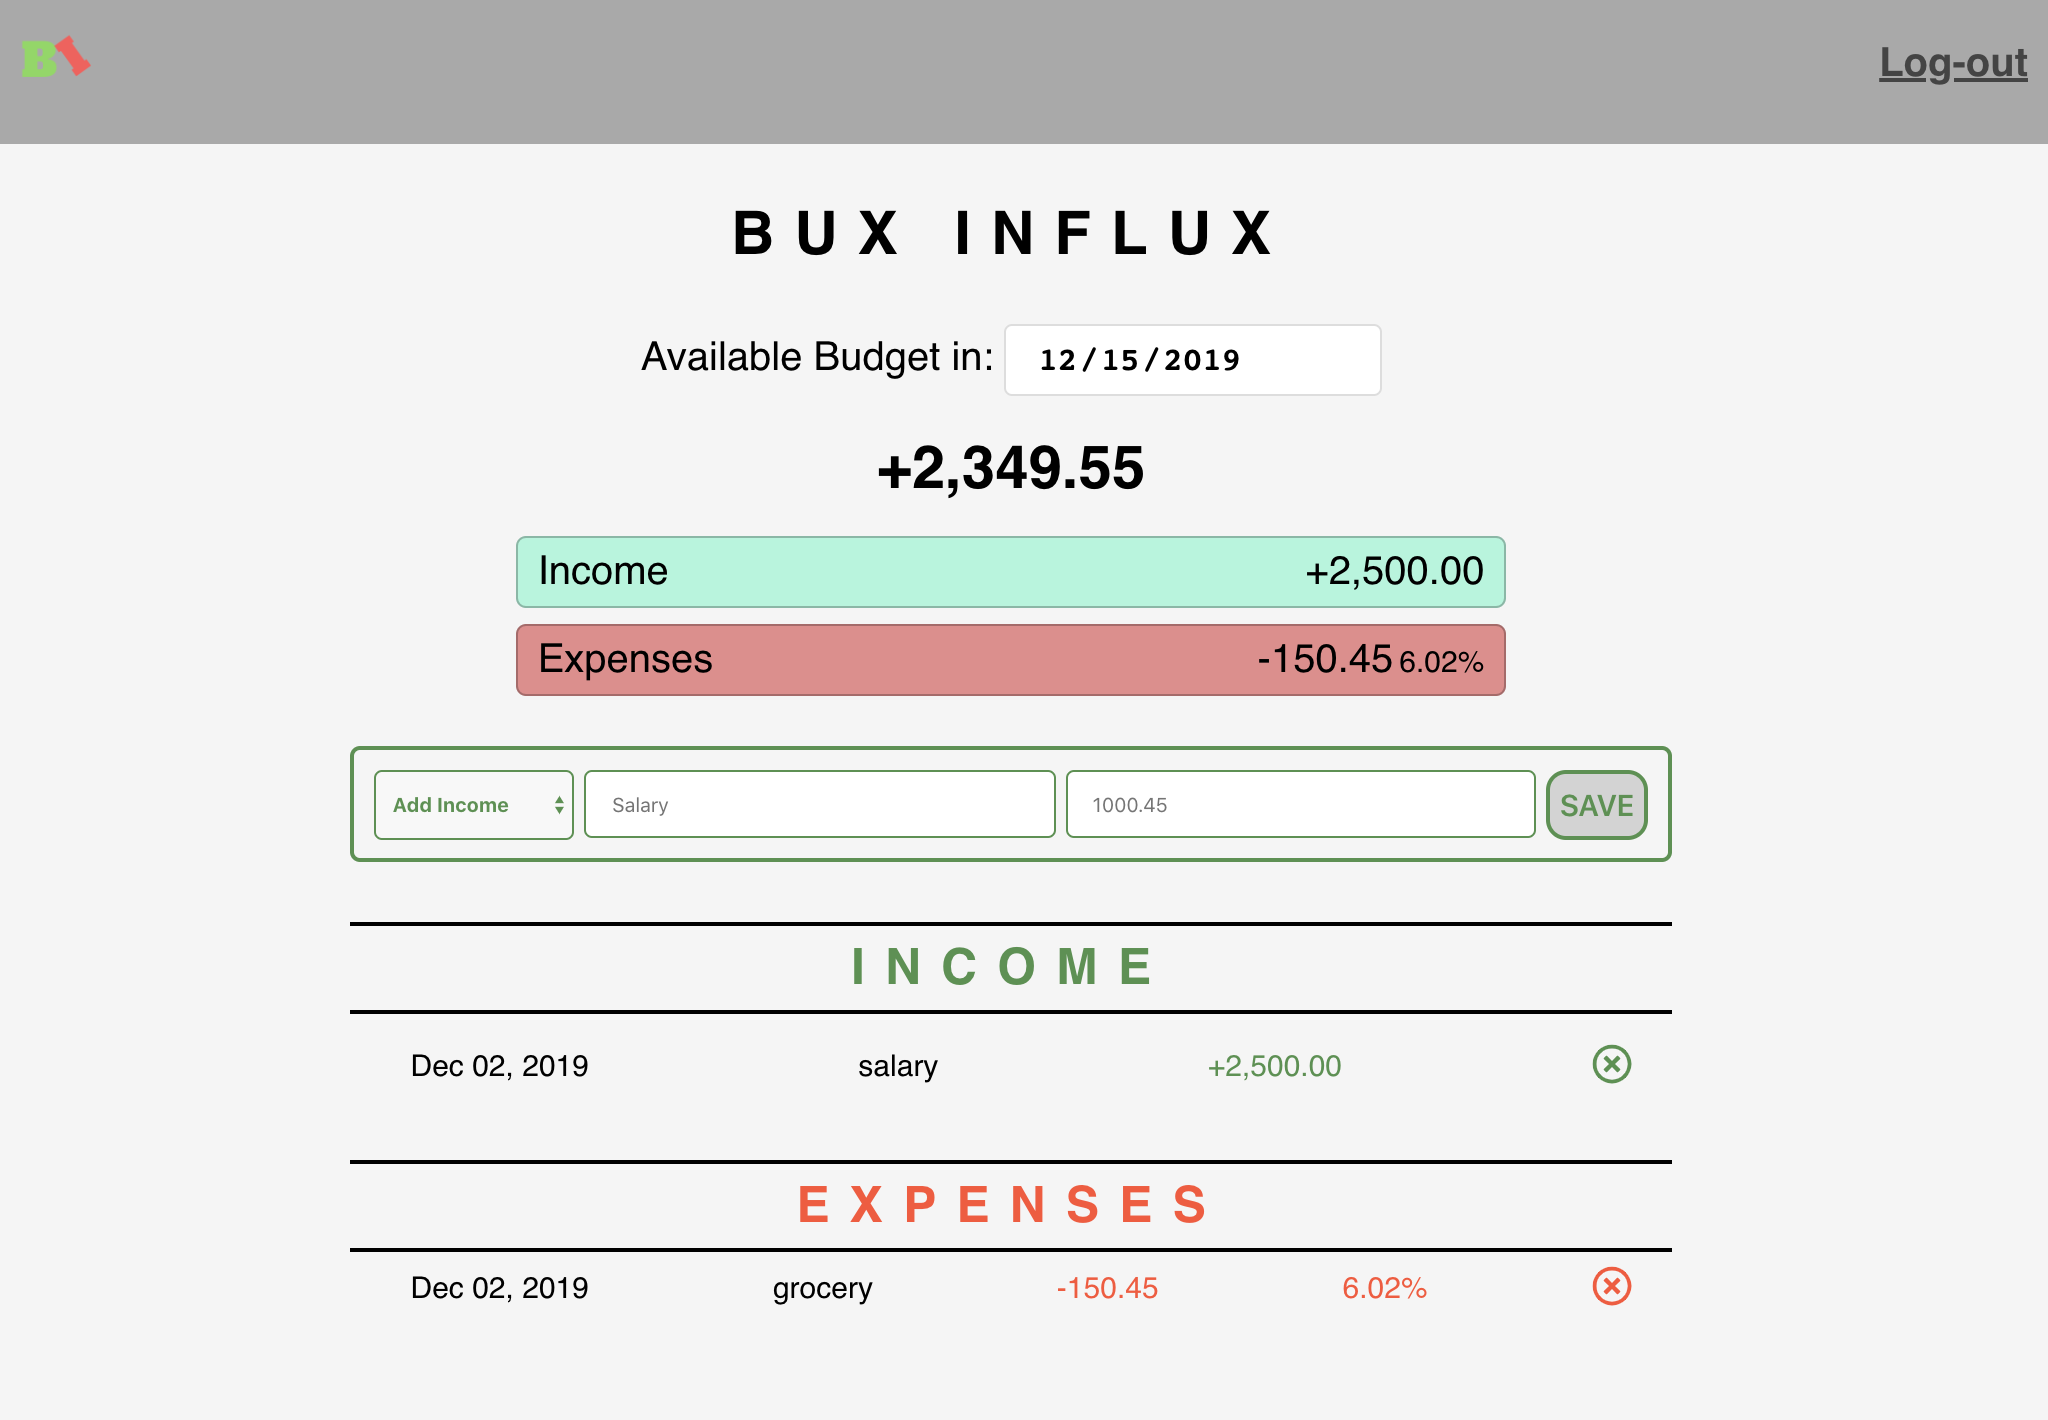 BI
Log-out
BUX INFLUX
Available Budget in: 12/15/2019
+2,349.55
Income +2,500.00
Expenses -150.45 6.02%
Add Income Salary 1000.45 SAVE
INCOME
Dec 02, 2019 salary +2,500.00
EXPENSES
Dec 02, 2019 grocery -150.45 6.02%